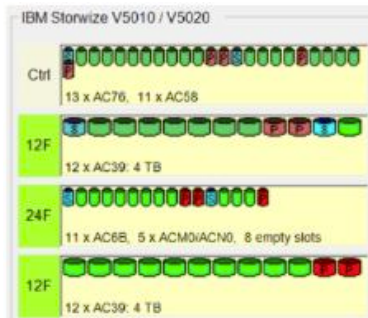 IBM Storwize V5010 / V5020
S P P S P
Ctrl
P
13 x AC76, 11 x AC58
S P P S
12F
12 x AC39: 4 TB
S P P S P
24F
11 x AC6B, 5 x ACM0/ACN0, 8 empty slots
P P
12F
12 x AC39: 4 TB